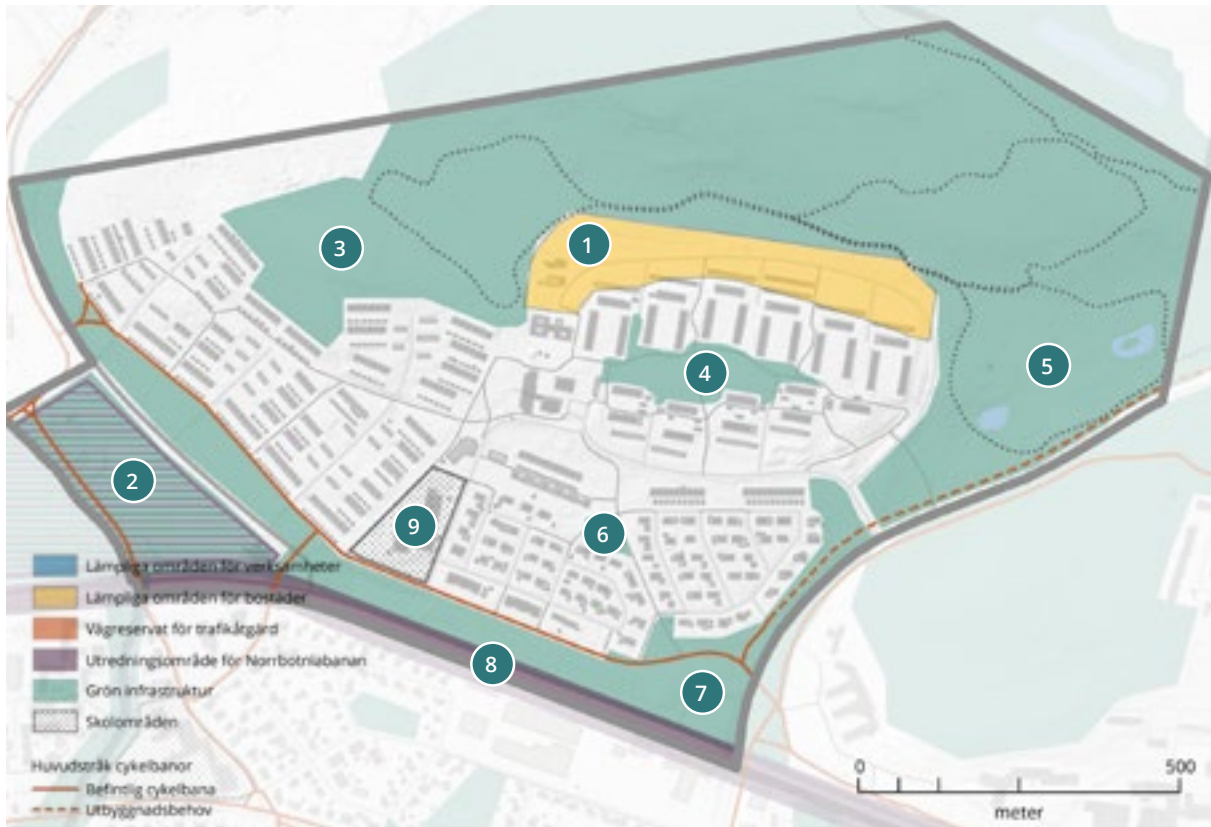 1
3
4
5
2
9
6
8
7
Lämpliga områden för verksamheter
Lämpliga områden för bostäder
Vägreservat för trafikåtgärd
Utredningsområde för Norrbotniabanan
Grön infrastruktur
Skolområden
Huvudstråk cykelbanor
Befintlig cykelbana
Utbyggnadsbehov
0 500
meter